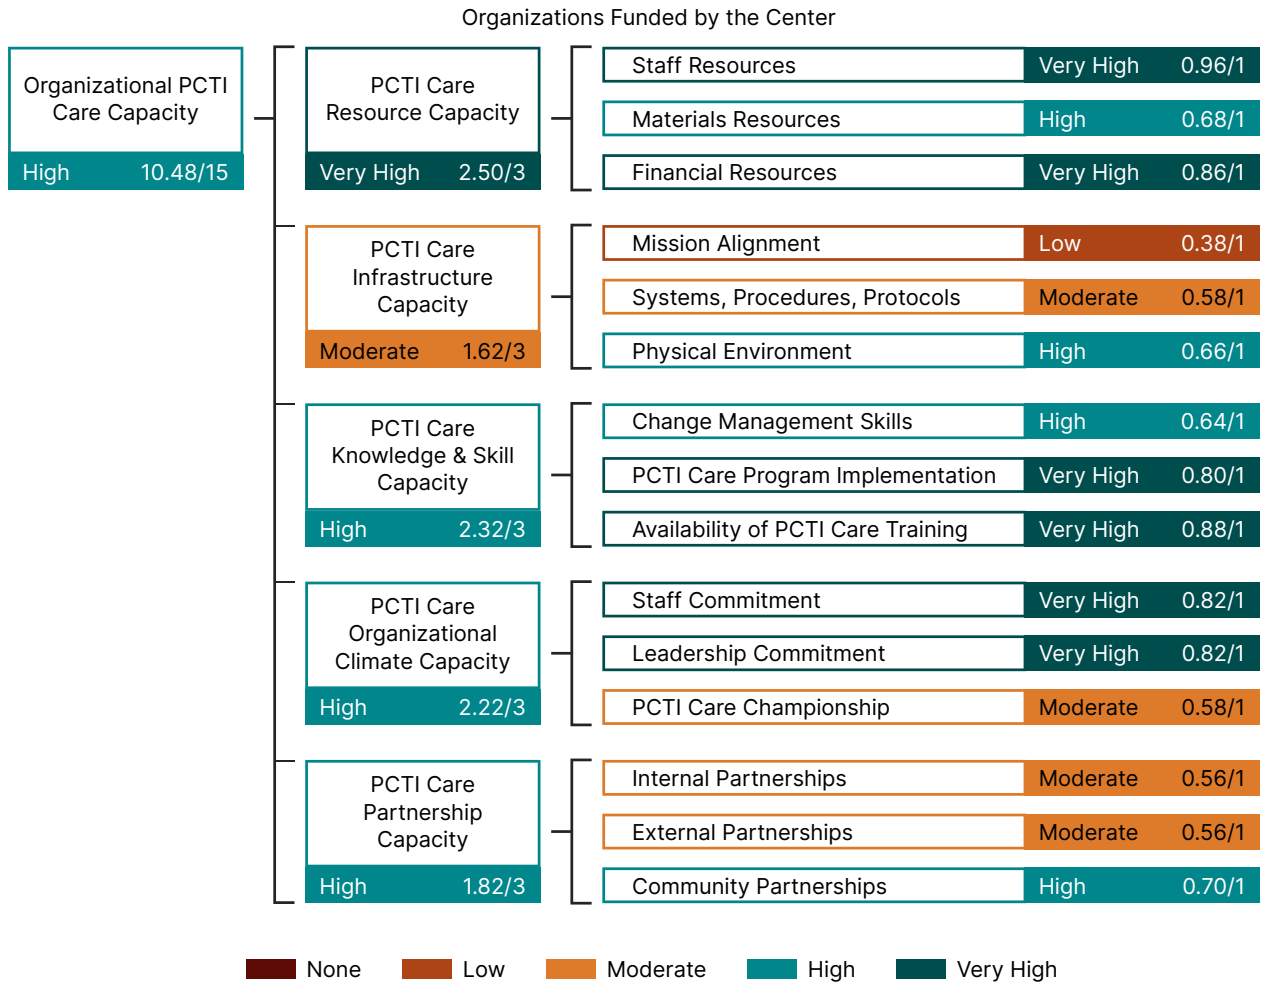 Organizations Funded by the Center
Organizational PCTI
Care Capacity
High 10.48/15
PCTI Care
Resource Capacity
Very High 2.50/3
Staff Resources Very High 0.96/1
Materials Resources High 0.68/1
Financial Resources Very High 0.86/1
PCTI Care
Infrastructure
Capacity
Moderate 1.62/3
Mission Alignment Low 0.38/1
Systems, Procedures, Protocols Moderate 0.58/1
Physical Environment High 0.66/1
PCTI Care
Knowledge & Skill
Capacity
High 2.32/3
Change Management Skills High 0.64/1
PCTI Care Program Implementation Very High 0.80/1
Availability of PCTI Care Training Very High 0.88/1
PCTI Care
Organizational
Climate Capacity
High 2.22/3
Staff Commitment Very High 0.82/1
Leadership Commitment Very High 0.82/1
PCTI Care Championship Moderate 0.58/1
PCTI Care
Partnership
Capacity
High 1.82/3
Internal Partnerships Moderate 0.56/1
External Partnerships Moderate 0.56/1
Community Partnerships High 0.70/1
None Low Moderate High Very High